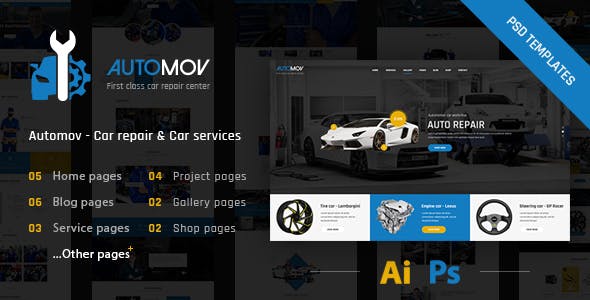 PSD TEMPLATES
AUTOMOV
First class car repair center
Automov - Car repair & Car services
05 Home pages
04 Project pages
06 Blog pages
02 Gallery pages
03 Service pages
02 Shop pages
...Other pages+
AUTOMOV
AUTO REPAIR
Tire car - Lamborghini
Engine car - Lexus
Steering car - GP Racer
Ai Ps